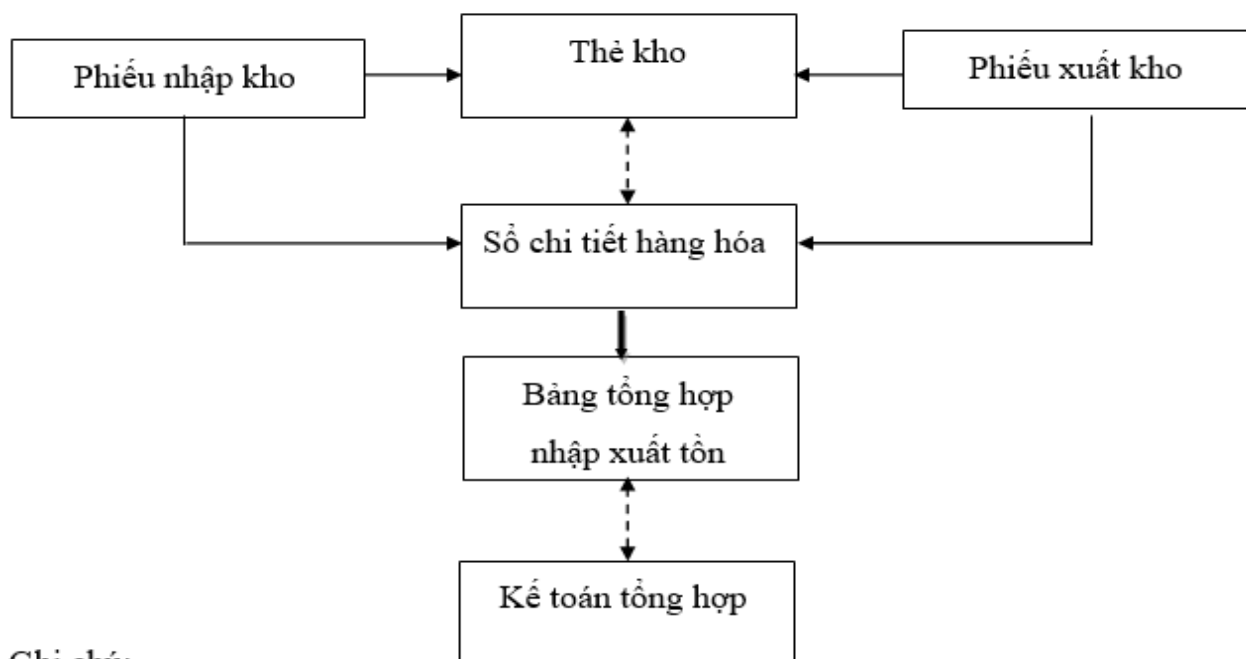 Phiếu nhập kho
Thẻ kho
Phiếu xuất kho
Sổ chi tiết hàng hóa
Bảng tổng hợp
nhập xuất tồn
Kế toán tổng hợp